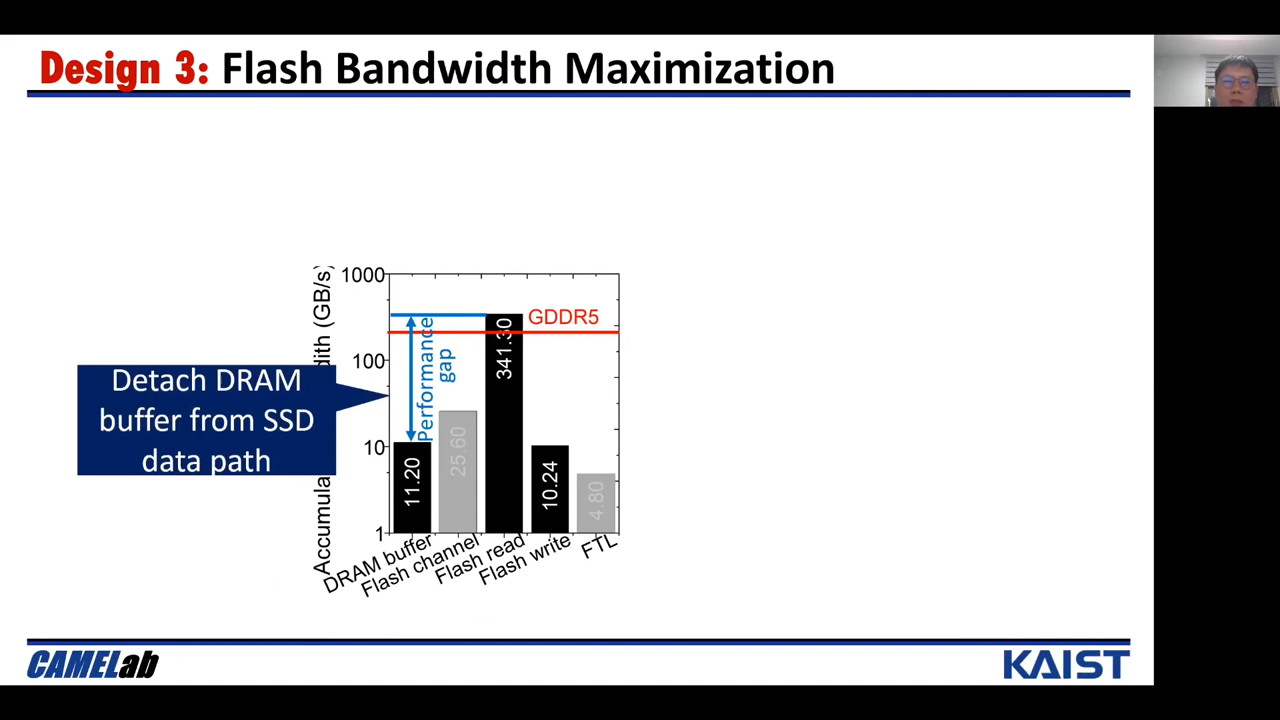 Design 3: Flash Bandwidth Maximization
1000
100
10
1
GDDR5
Performance
gap
341.30
25.60
11.20
10.24
4.80
Detach DRAM
buffer from SSD
data path
DRAM buffer
Flash channel
Flash read
Flash write
FTL
CAMELab
KAIST